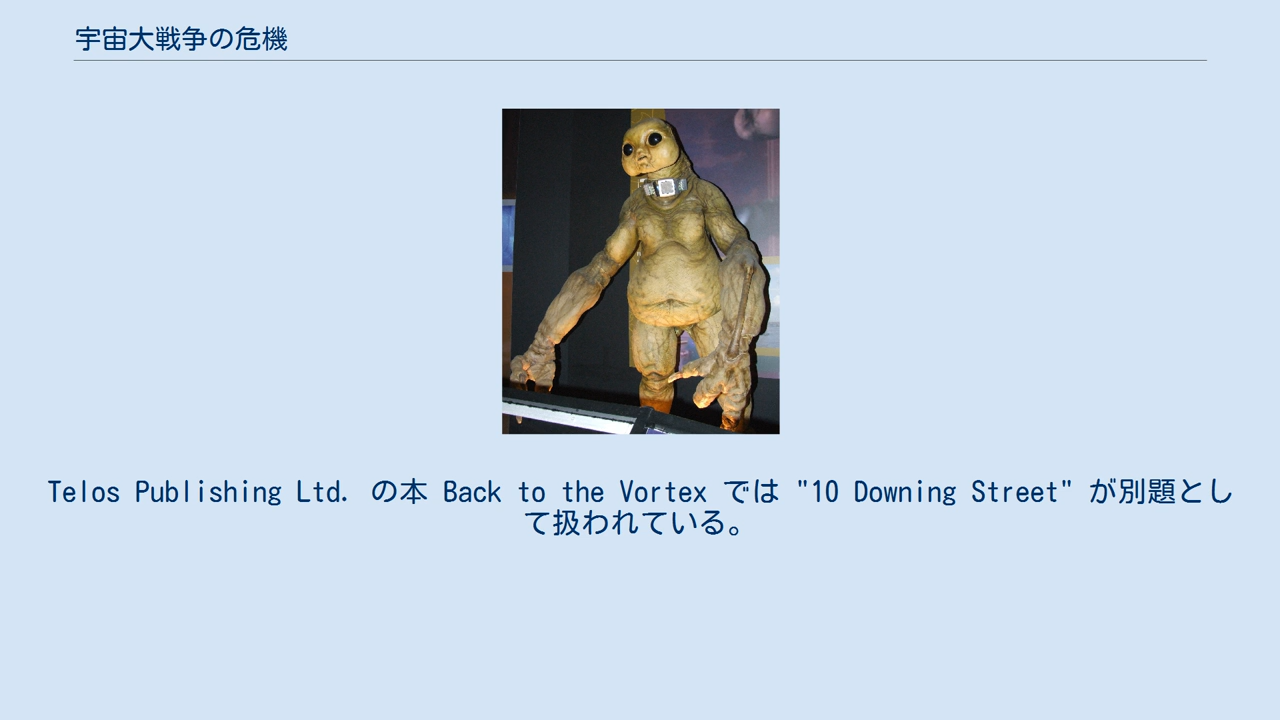 宇宙大戦争の危機
Telos Publishing Ltd. の本 Back to the Vortex では "10 Downing Street" が別題とし
て扱われている。